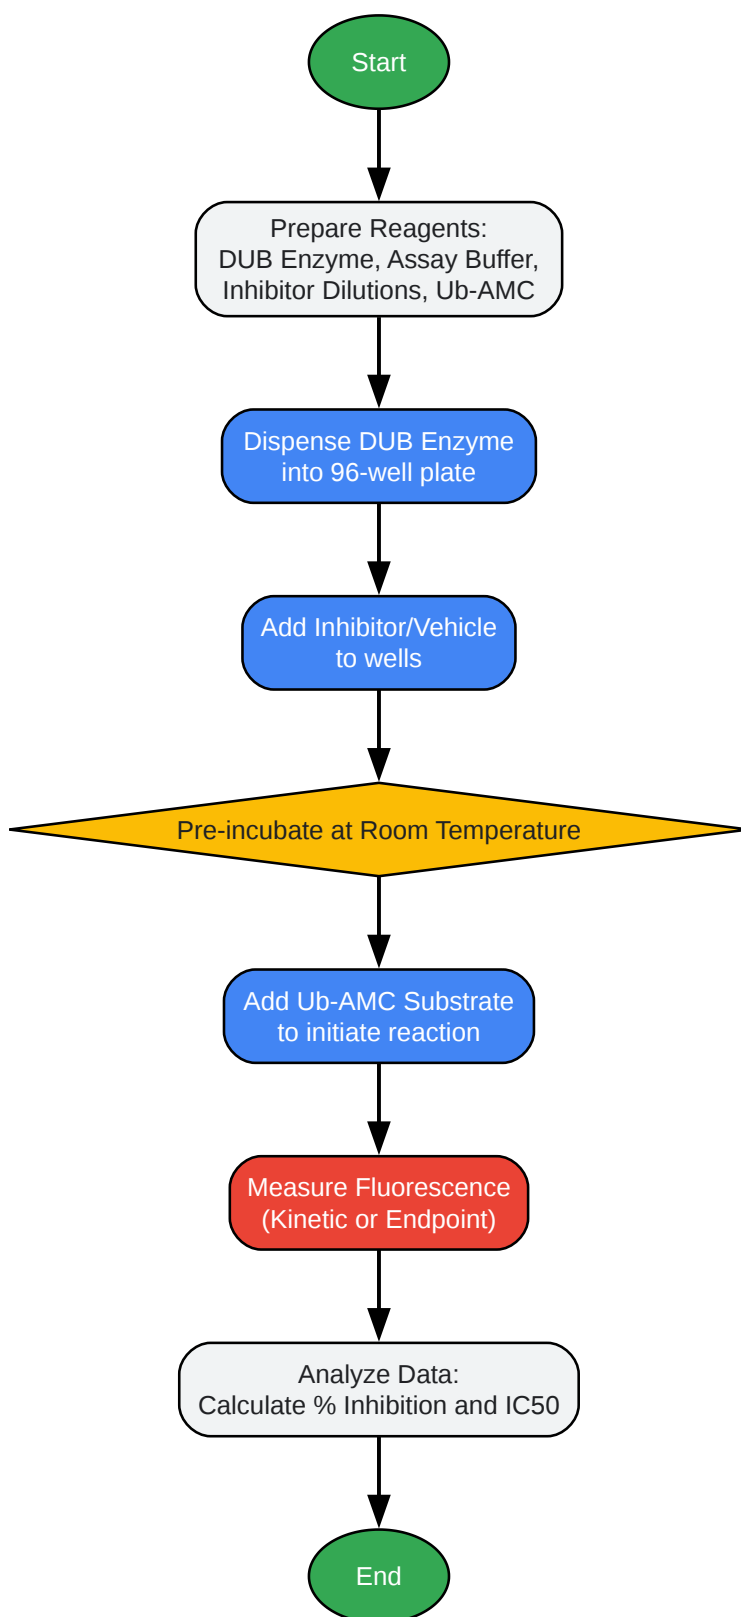 Start
Prepare Reagents:
DUB Enzyme, Assay Buffer,
Inhibitor Dilutions, Ub-AMC
Dispense DUB Enzyme
into 96-well plate
Add Inhibitor/Vehicle
to wells
Pre-incubate at Room Temperature
Add Ub-AMC Substrate
to initiate reaction
Measure Fluorescence
(Kinetic or Endpoint)
Analyze Data:
Calculate % Inhibition and IC50
End